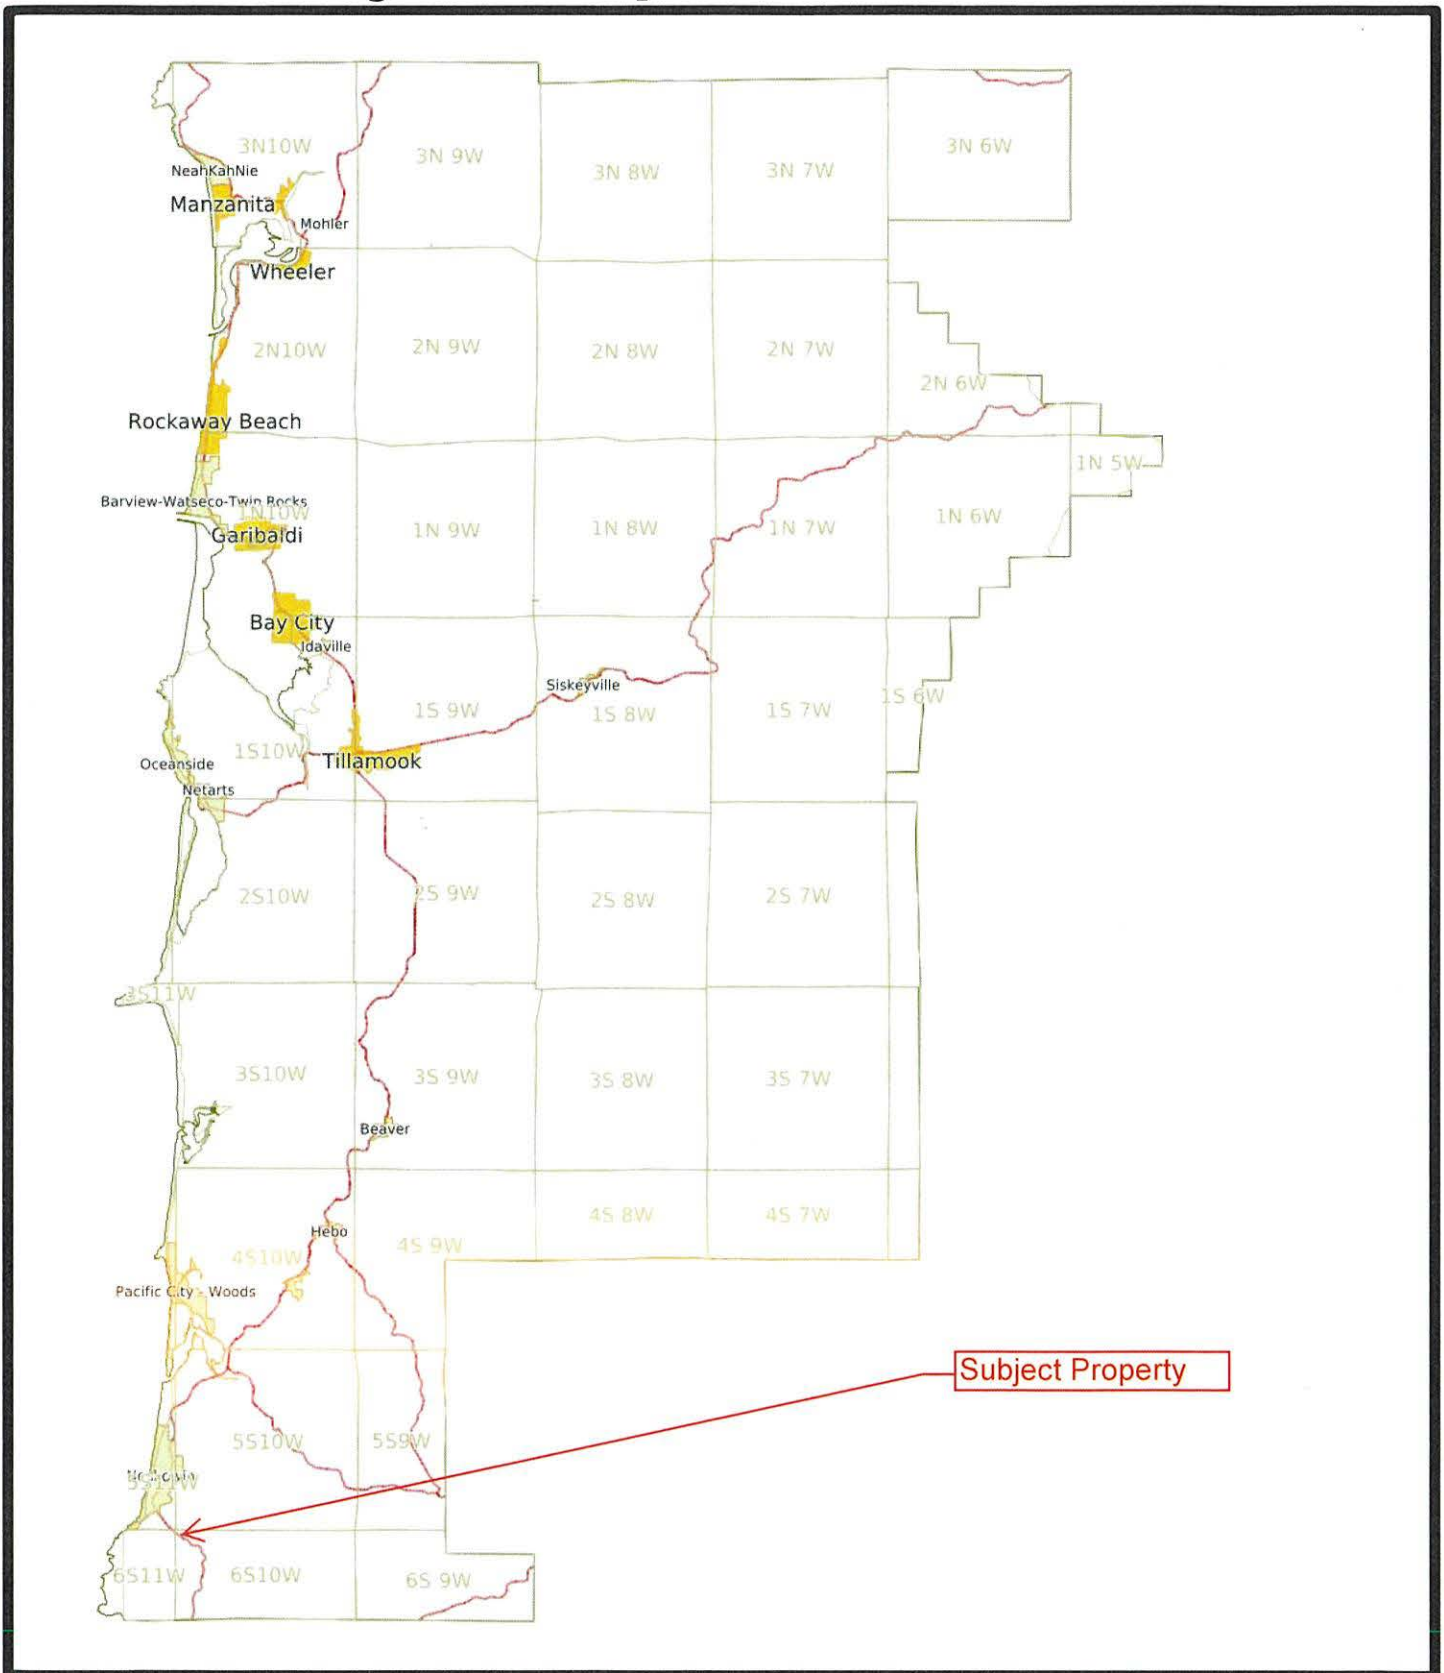 3N10W
3N 9W
3N 8W
3N 7W
3N 6W
NeahKahNie
Manzanita
Mohler
Wheeler
2N10W
2N 9W
2N 8W
2N 7W
2N 6W
Rockaway Beach
1N 5W
Barview-Watseco-Twin Rocks
1N10W
1N 9W
1N 8W
1N 7W
1N 6W
Garibaldi
Bay City
Idaville
Siskeyville
1S 9W
1S 8W
1S 7W
1S 6W
1S10W
Oceanside
Tillamook
Netarts
2S10W
2S 9W
2S 8W
2S 7W
3S11W
3S10W
3S 9W
3S 8W
3S 7W
Beaver
4S 8W
4S 7W
Hebo
4S10W
4S 9W
Pacific City - Woods
Subject Property
5S10W
5S9W
5S11W
6S11W
6S10W
6S 9W